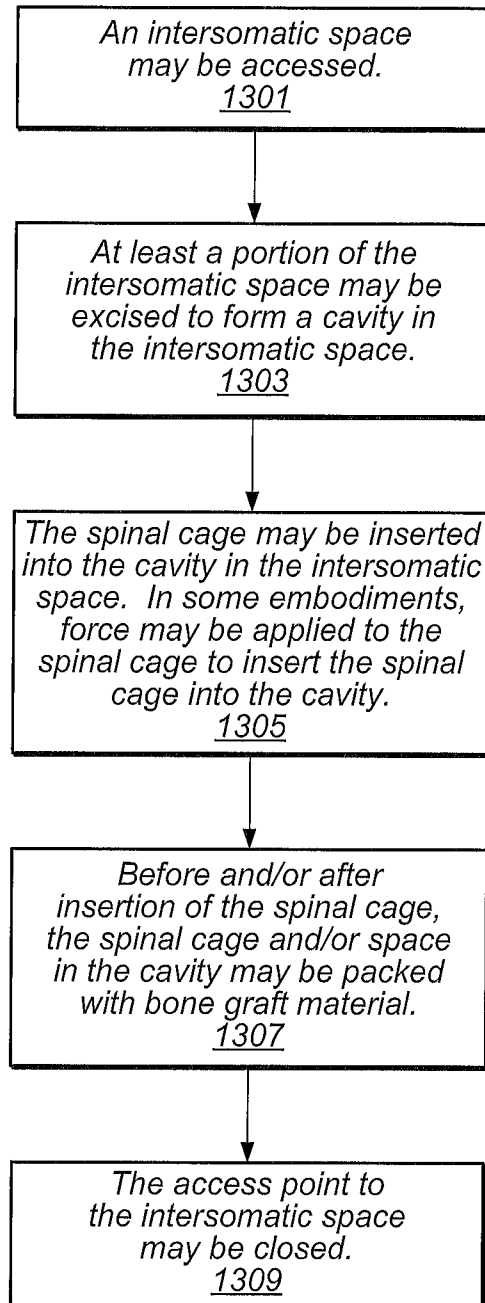 An intersomatic space
may be accessed.
1301
At least a portion of the
intersomatic space may be
excised to form a cavity in
the intersomatic space.
1303
The spinal cage may be inserted
into the cavity in the intersomatic
space. In some embodiments,
force may be applied to the
spinal cage to insert the spinal
cage into the cavity.
1305
Before and/or after
insertion of the spinal cage,
the spinal cage and/or space
in the cavity may be packed
with bone graft material.
1307
The access point to
the intersomatic space
may be closed.
1309